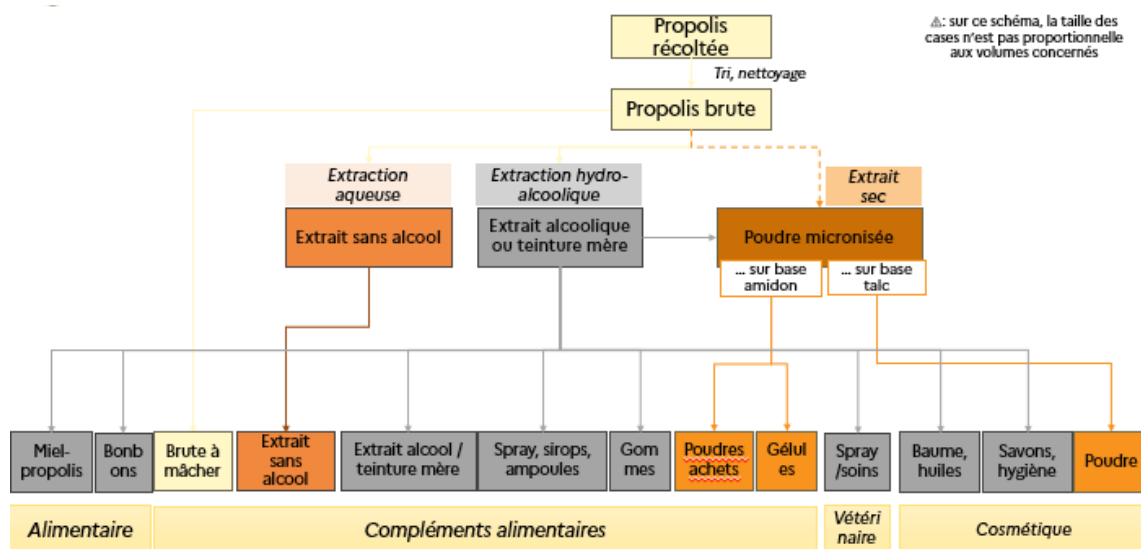 Propolis
récoltée
⚠: sur ce schéma, la taille des
cases n'est pas proportionnelle
aux volumes concernés
Tri, nettoyage
Propolis brute
Extraction
aqueuse
Extraction hydro-
alcoolique
Extrait
sec
Extrait sans alcool
Extrait alcoolique
ou teinture mère
Poudre micronisée
... sur base
amidon
... sur base
talc
Miel-
propolis
Bonb
ons
Brute à
mâcher
Extrait
sans
alcool
Extrait alcool /
teinture mère
Spray, sirops,
ampoules
Gom
mes
Poudres
achets
Gélul
es
Spray
/soins
Baume,
huiles
Savons,
hygiène
Poudre
Alimentaire
Compléments alimentaires
Vétéri
naire
Cosmétique